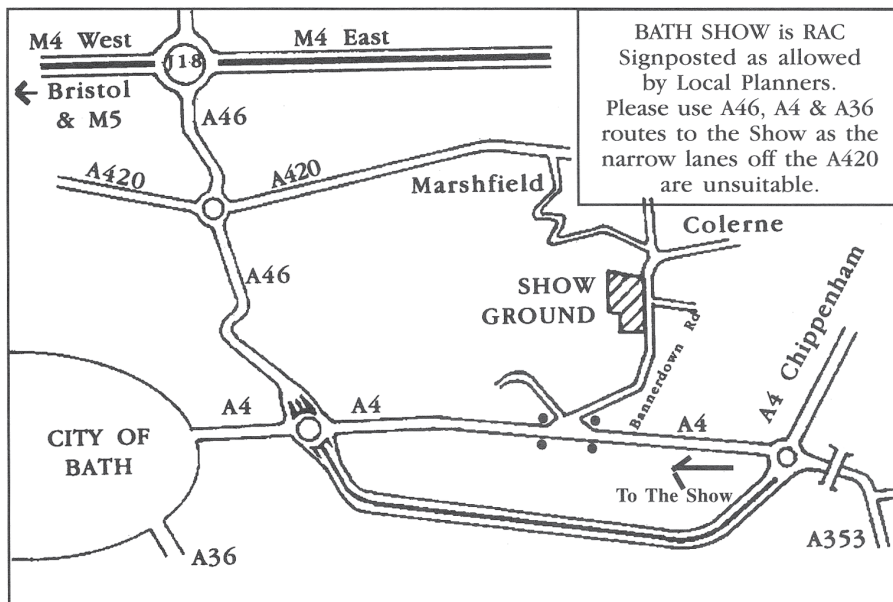 M4 West
M4 East
J18
Bristol
& M5
A46
A420
A420
Marshfield
BATH SHOW is RAC
Signposted as allowed
by Local Planners.
Please use A46, A4 & A36
routes to the Show as the
narrow lanes off the A420
are unsuitable.
Colerne
A46
SHOW
GROUND
Bannerdown Rd
A4 Chippenham
A4
A4
A4
CITY OF
BATH
To The Show
A36
A353